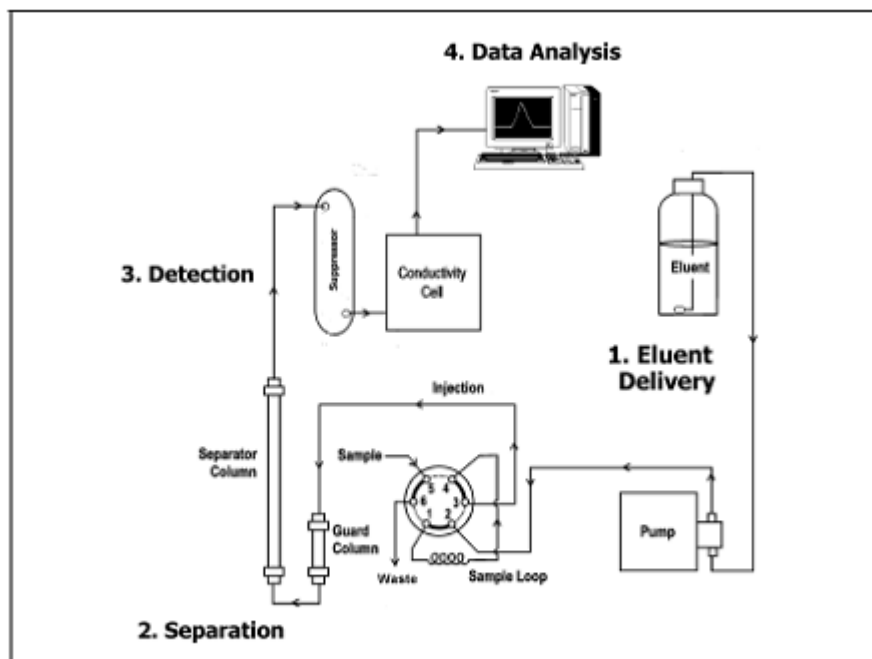 4. Data Analysis
Suppressor
3. Detection
Conductivity
Cell
Eluent
1. Eluent
Delivery
Injection
Separator
Column
Sample
5
4
6
3
1
2
Guard
Column
Waste
Sample Loop
Pump
2. Separation